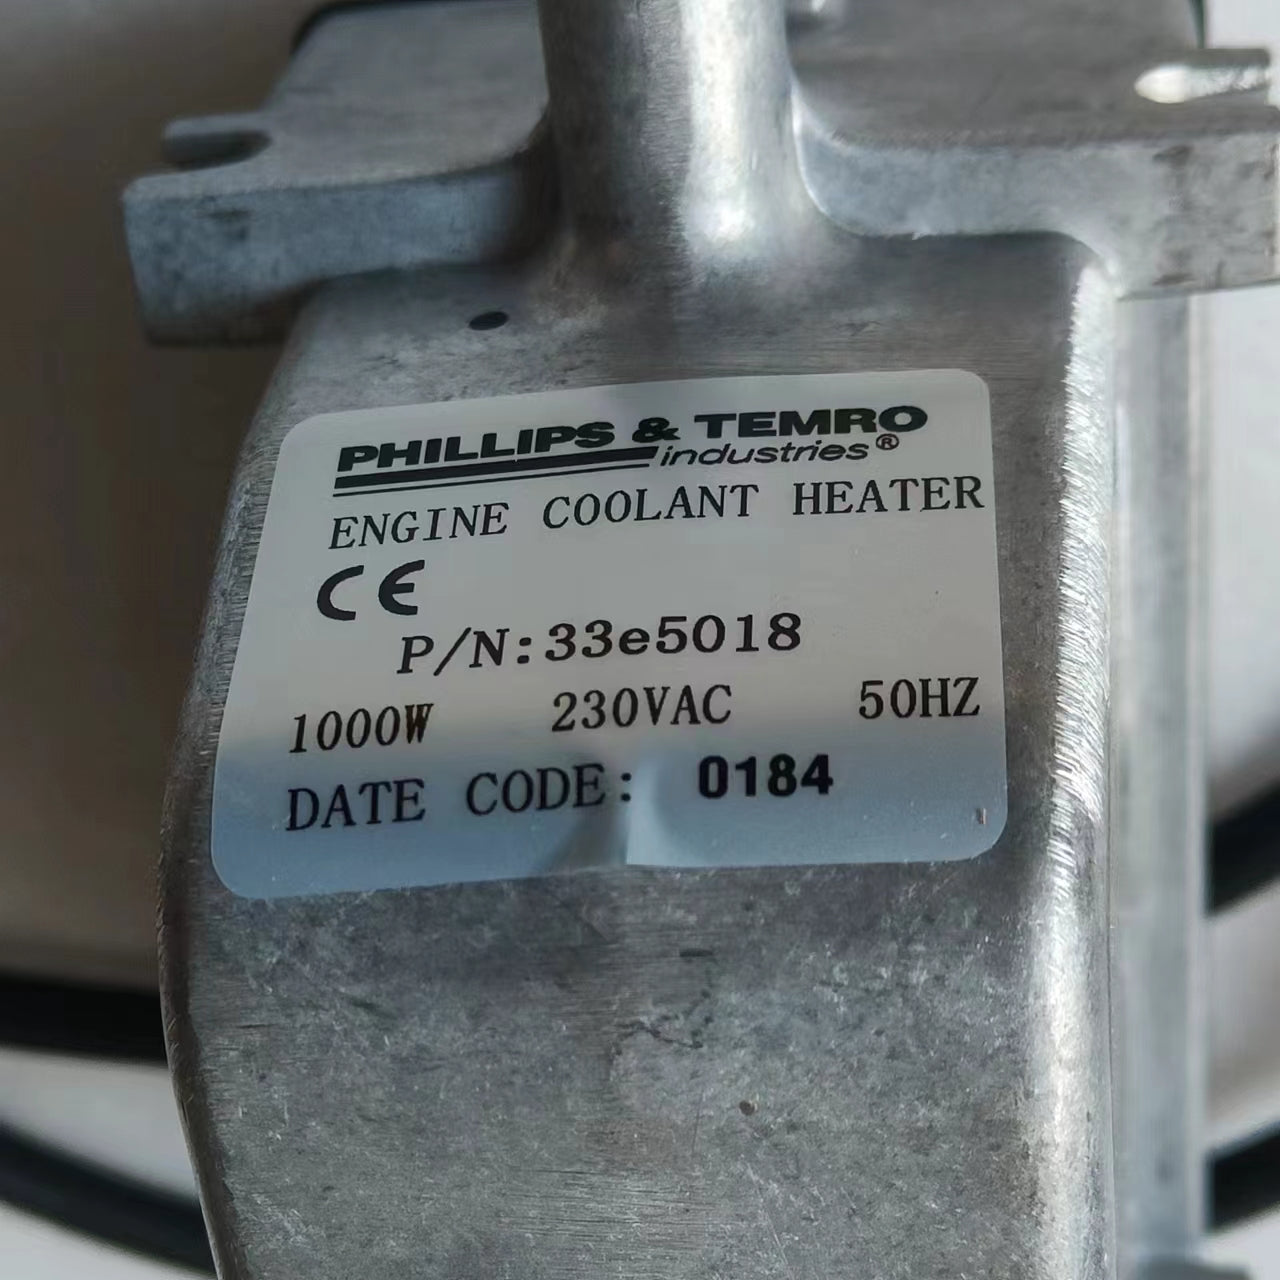 PHILLIPS & TEMRO
industries®
ENGINE COOLANT HEATER
CE
P/N:33e5018
1000W 230VAC 50HZ
DATE CODE: 0184